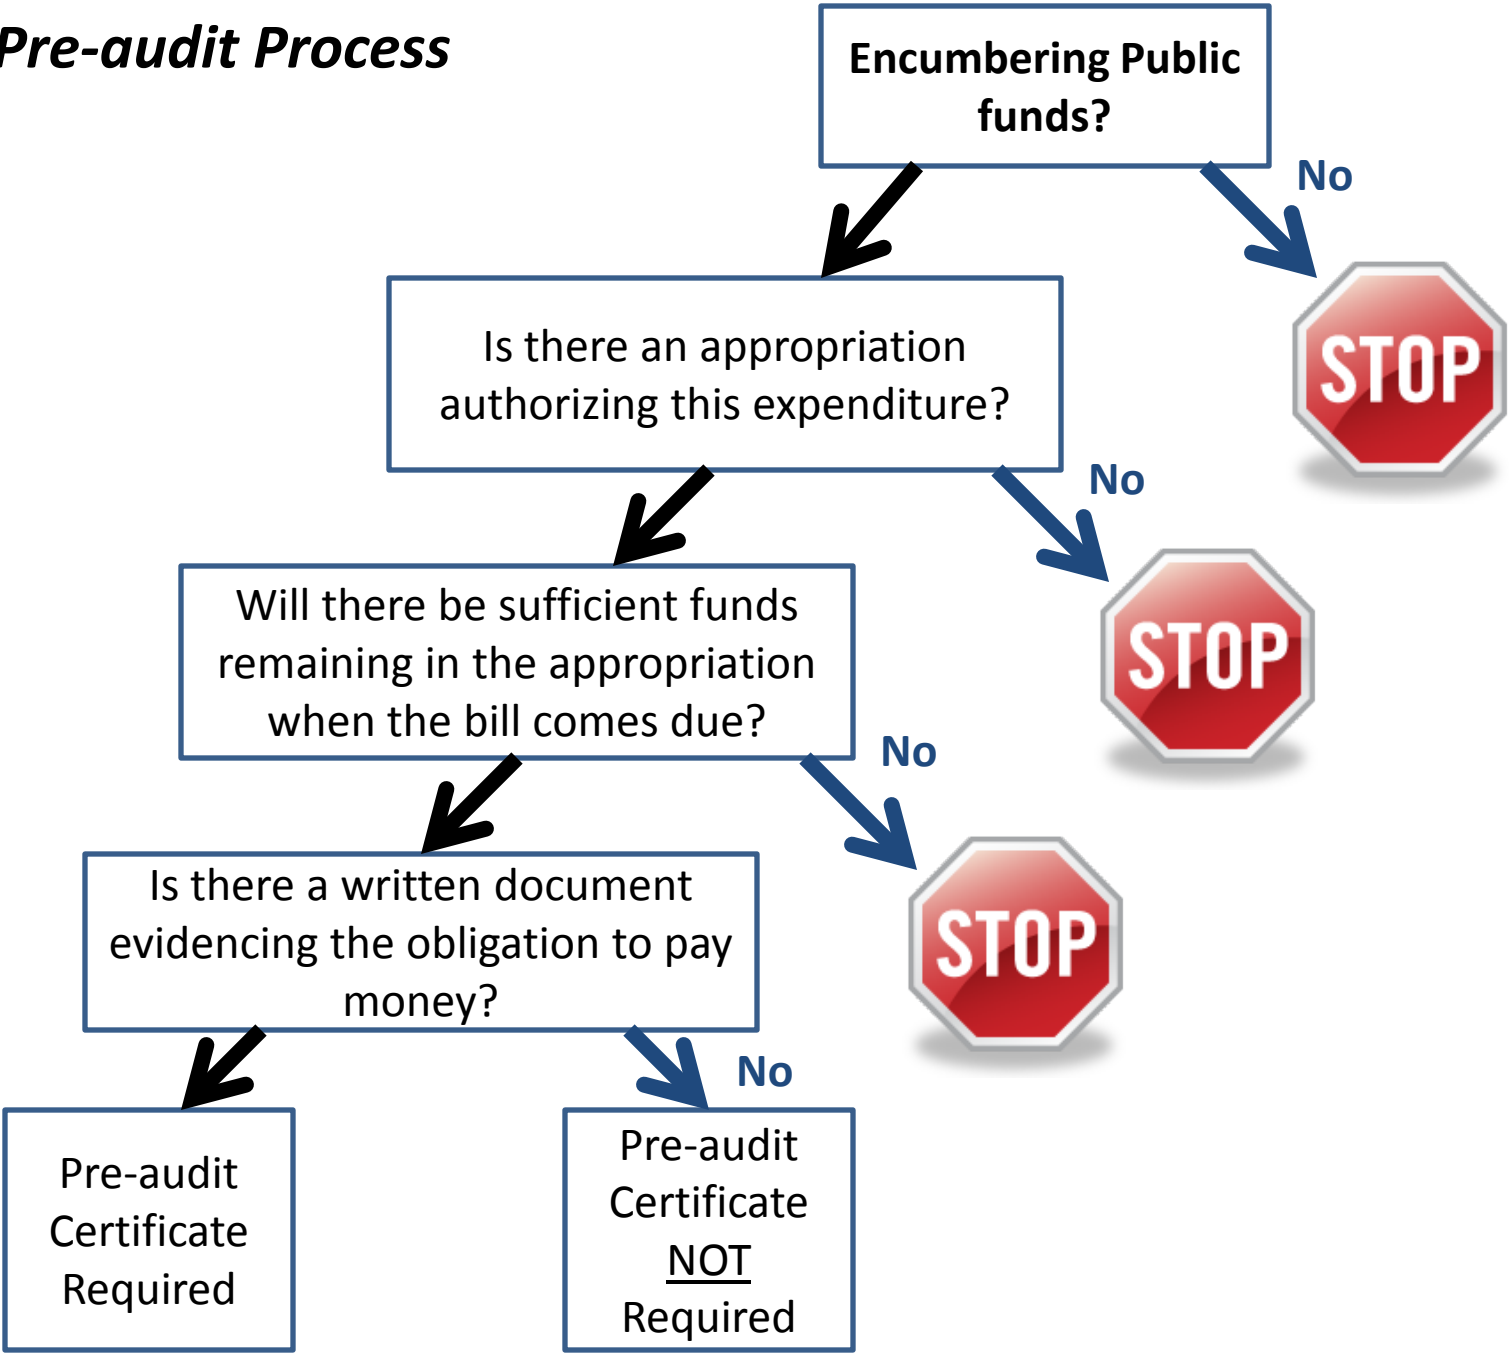 Pre-audit Process
Encumbering Public
funds?
No
STOP
Is there an appropriation
authorizing this expenditure?
No
STOP
Will there be sufficient funds
remaining in the appropriation
when the bill comes due?
No
STOP
Is there a written document
evidencing the obligation to pay
money?
No
Pre-audit
Certificate
Required
Pre-audit
Certificate
NOT
Required